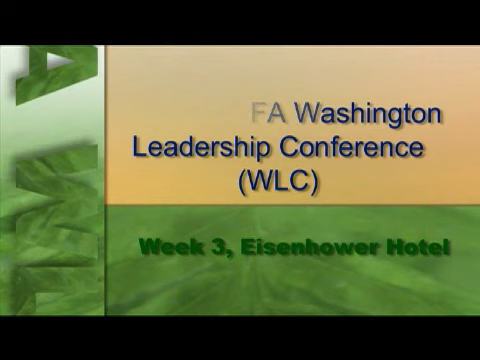 FA Washington
Leadership Conference
(WLC)
Week 3, Eisenhower Hotel